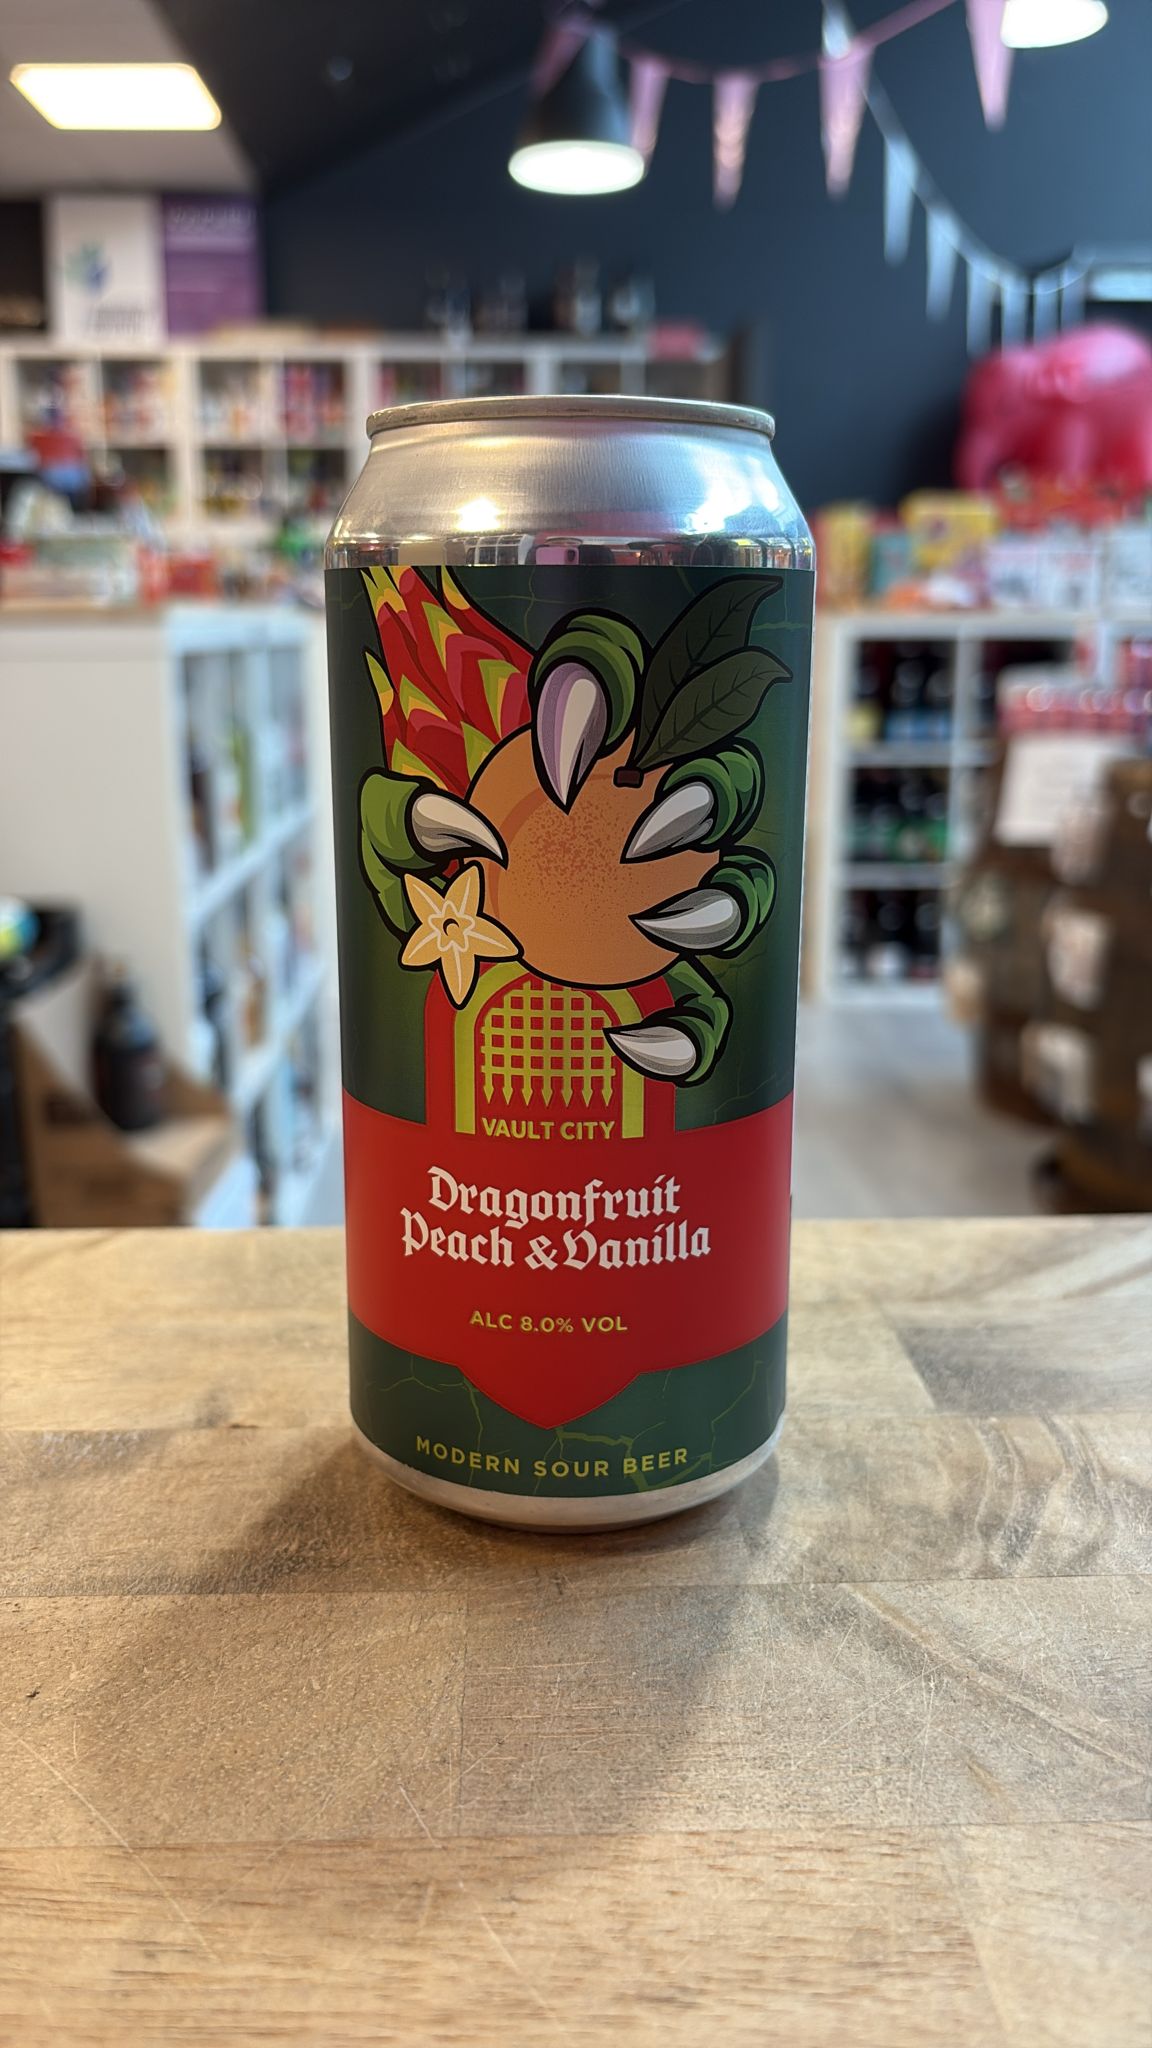 VAULT CITY
Dragonfruit
Peach & Vanilla
ALC 8.0% VOL
MODERN SOUR BEER